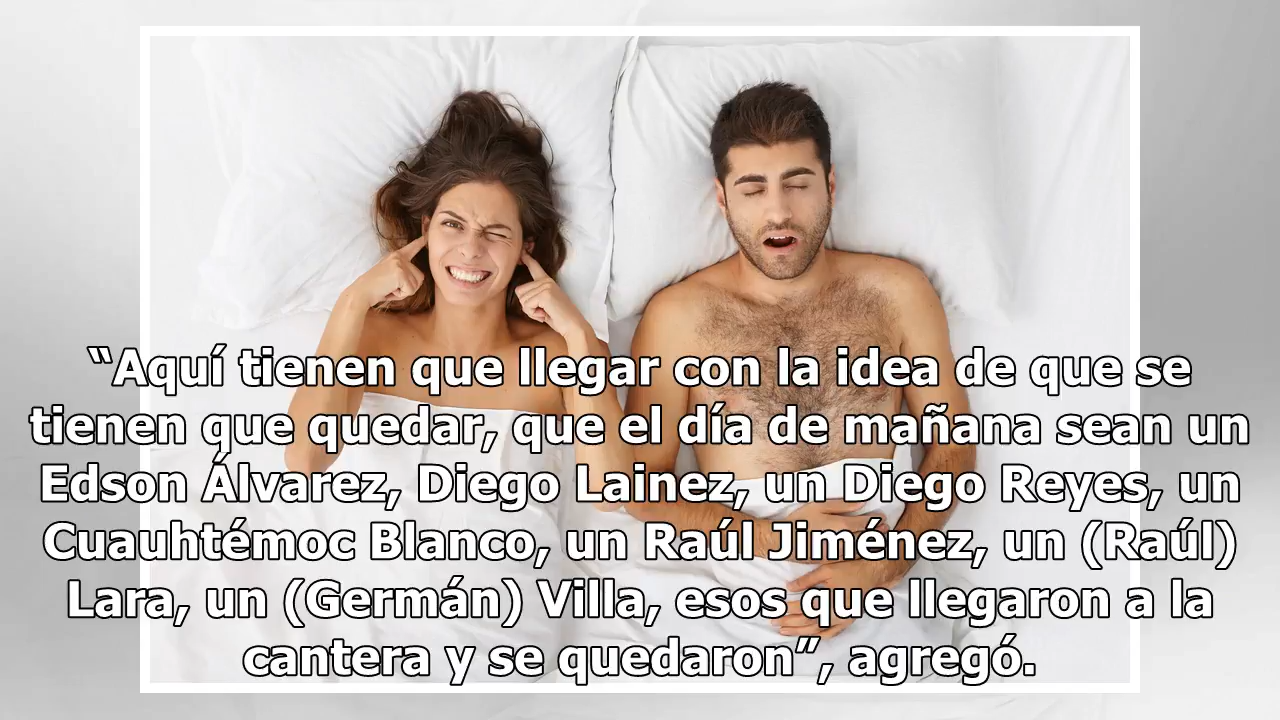 “Aquí tienen que llegar con la idea de que se
tienen que quedar, que el día de mañana sean un
Edson Álvarez, Diego Lainez, un Diego Reyes, un
Cuauhtémoc Blanco, un Raúl Jiménez, un (Raúl)
Lara, un (Germán) Villa, esos que llegaron a la
cantera y se quedaron”, agregó.